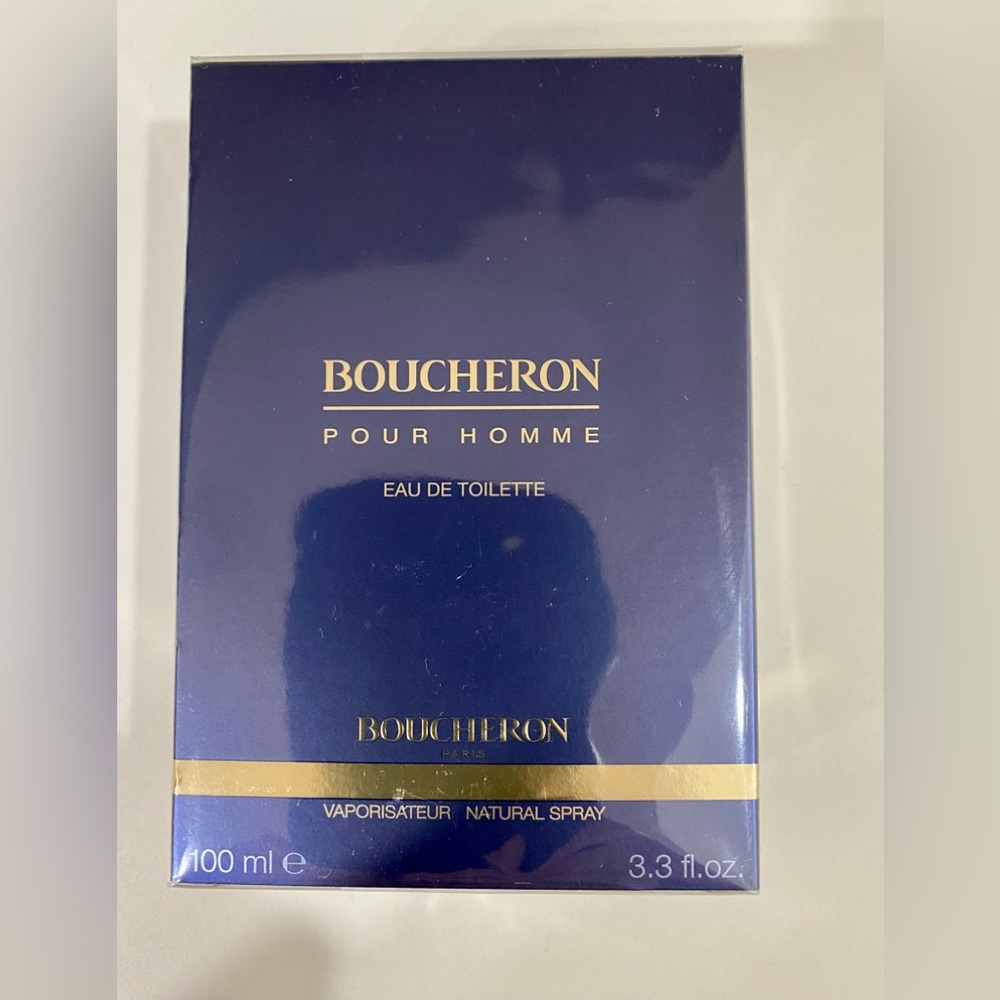 BOUCHERON
POUR HOMME
EAU DE TOILETTE
BOUCHERON
PARIS
VAPORISATEUR NATURAL SPRAY
100 ml ℮ 3.3 fl.oz.